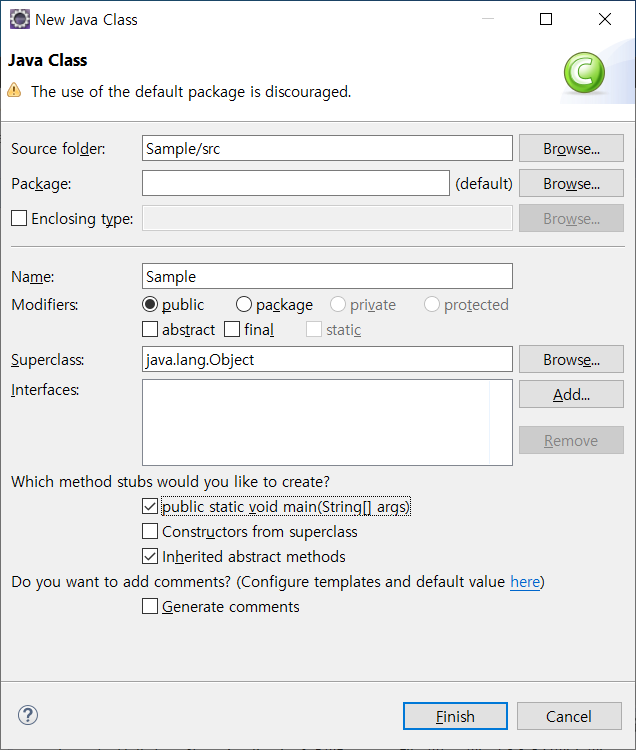 New Java Class
Java Class
The use of the default package is discouraged.
Source folder: Sample/src Browse...
Package: (default) Browse...
Enclosing type: Browse...
Name: Sample
Modifiers: public package private protected
abstract final static
Superclass: java.lang.Object Browse...
Interfaces: Add...
Remove
Which method stubs would you like to create?
public static void main(String[] args)
Constructors from superclass
Inherited abstract methods
Do you want to add comments? (Configure templates and default value here)
Generate comments
? Finish Cancel